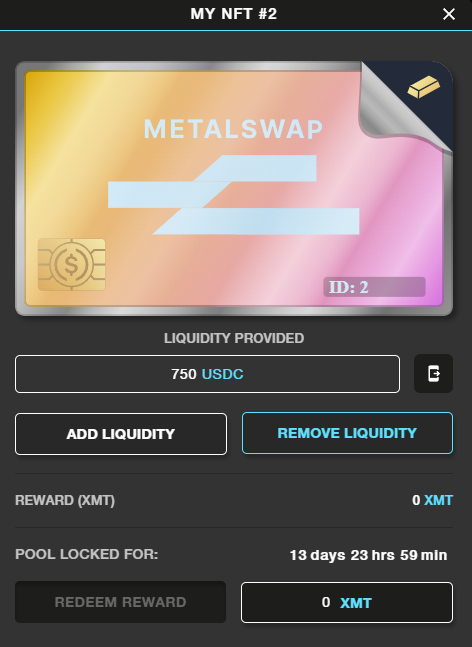 MY NFT #2
METALSWAP
ID: 2
LIQUIDITY PROVIDED
750 USDC
ADD LIQUIDITY
REMOVE LIQUIDITY
REWARD (XMT)
0 XMT
POOL LOCKED FOR:
13 days 23 hrs 59 min
REDEEM REWARD
0 XMT